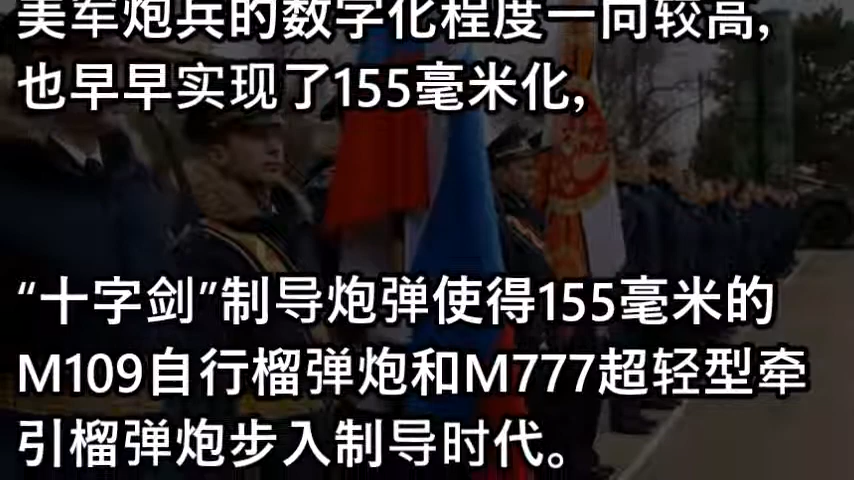 美军炮兵的数字化程度一向较高,
也早早实现了155毫米化,
“十字剑”制导炮弹使得155毫米的
M109自行榴弹炮和M777超轻型牵
引榴弹炮步入制导时代。